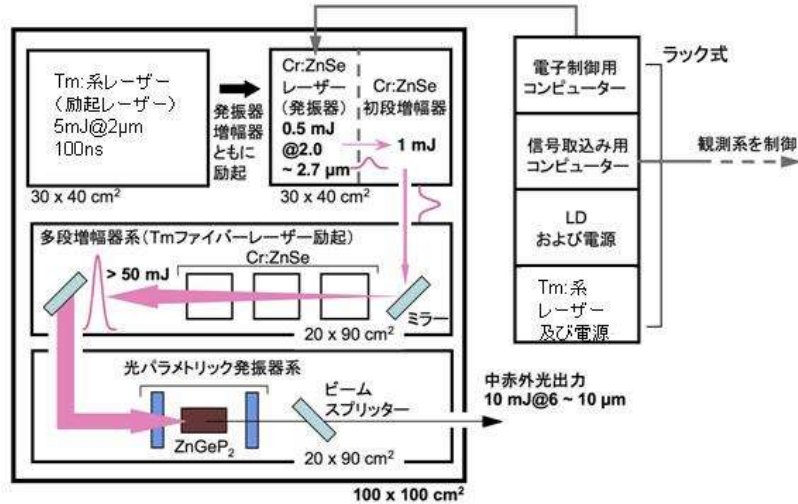 Tm:系レーザー
（励起レーザー）
5mJ@2μm
100ns
30 x 40 cm²
発振器
増幅器
ともに
励起
Cr:ZnSe
レーザー
（発振器）
0.5 mJ
@2.0
~ 2.7 μm
30 x 40 cm²
Cr:ZnSe
初段増幅器
1 mJ
多段増幅器系（Tmファイバーレーザー励起）
Cr:ZnSe
> 50 mJ
ミラー
20 x 90 cm²
光パラメトリック発振器系
ZnGeP₂
ビーム
スプリッター
20 x 90 cm²
100 x 100 cm²
中赤外光出力
10 mJ@6 ~ 10 μm
電子制御用
コンピューター
信号取込み用
コンピューター
LD
および電源
Tm:系
レーザー
及び電源
ラック式
観測系を制御